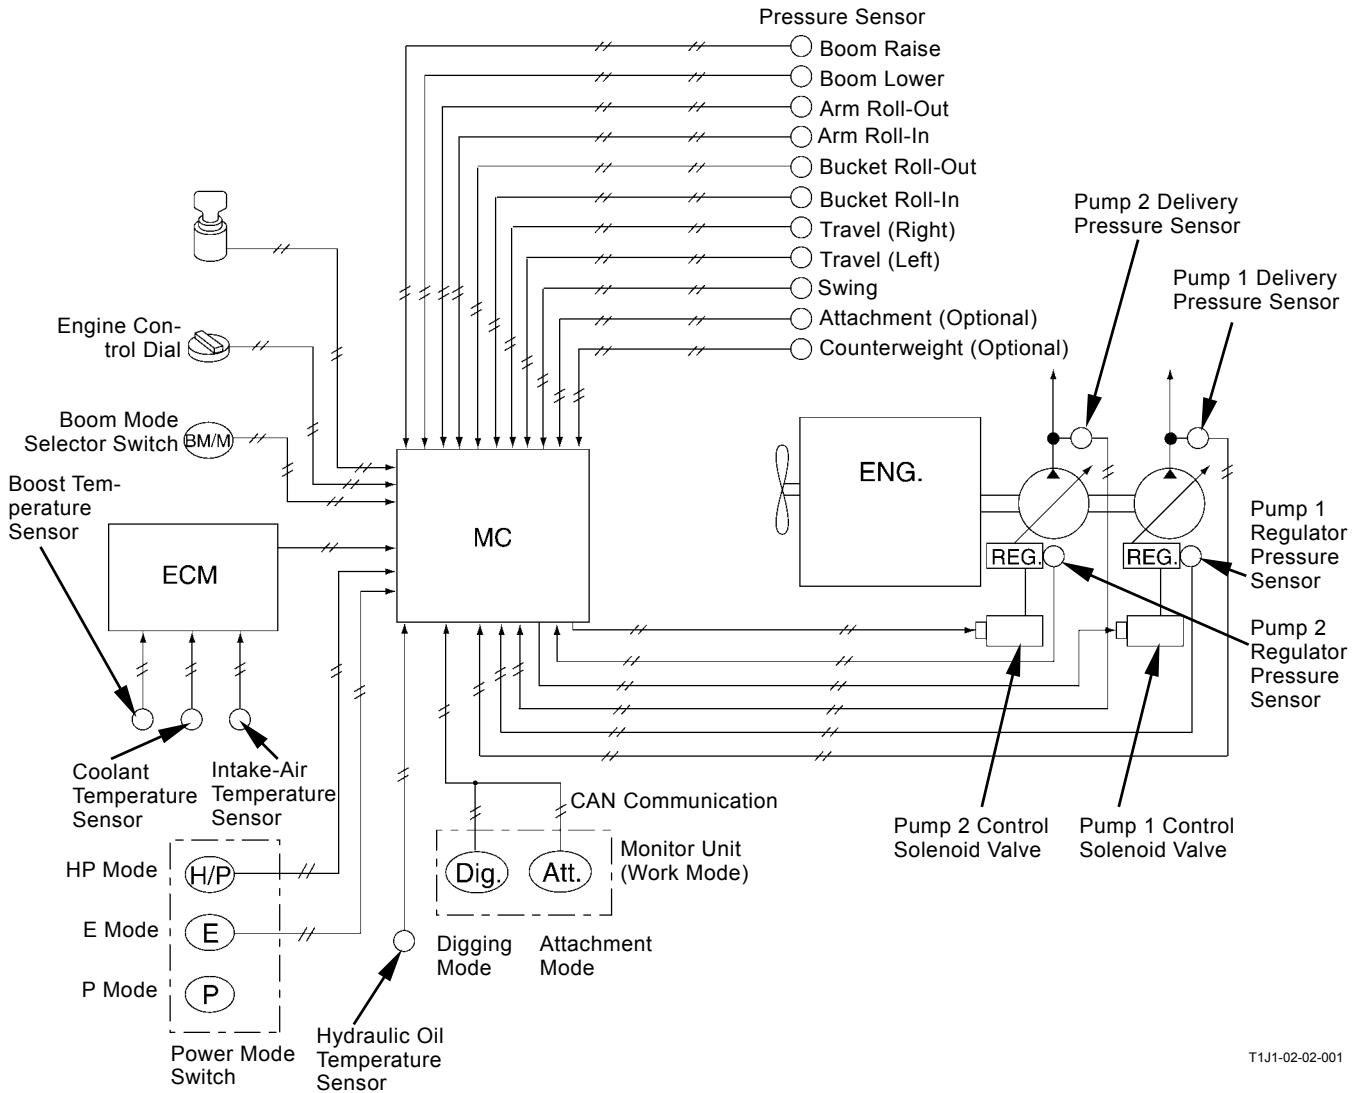 Pressure Sensor
Boom Raise
Boom Lower
Arm Roll-Out
Arm Roll-In
Bucket Roll-Out
Bucket Roll-In
Travel (Right)
Travel (Left)
Swing
Attachment (Optional)
Counterweight (Optional)
Pump 2 Delivery
Pressure Sensor
Pump 1 Delivery
Pressure Sensor
Engine Con-
trol Dial
Boom Mode
Selector Switch
BM/M
Boost Tem-
perature
Sensor
ECM
MC
ENG.
REG.
REG.
Pump 1
Regulator
Pressure
Sensor
Pump 2
Regulator
Pressure
Sensor
Coolant
Temperature
Sensor
Intake-Air
Temperature
Sensor
CAN Communication
Pump 2 Control
Solenoid Valve
Pump 1 Control
Solenoid Valve
Monitor Unit
(Work Mode)
Dig.
Att.
Digging
Mode
Attachment
Mode
HP Mode
H/P
E Mode
E
P Mode
P
Power Mode
Switch
Hydraulic Oil
Temperature
Sensor
T1J1-02-02-001